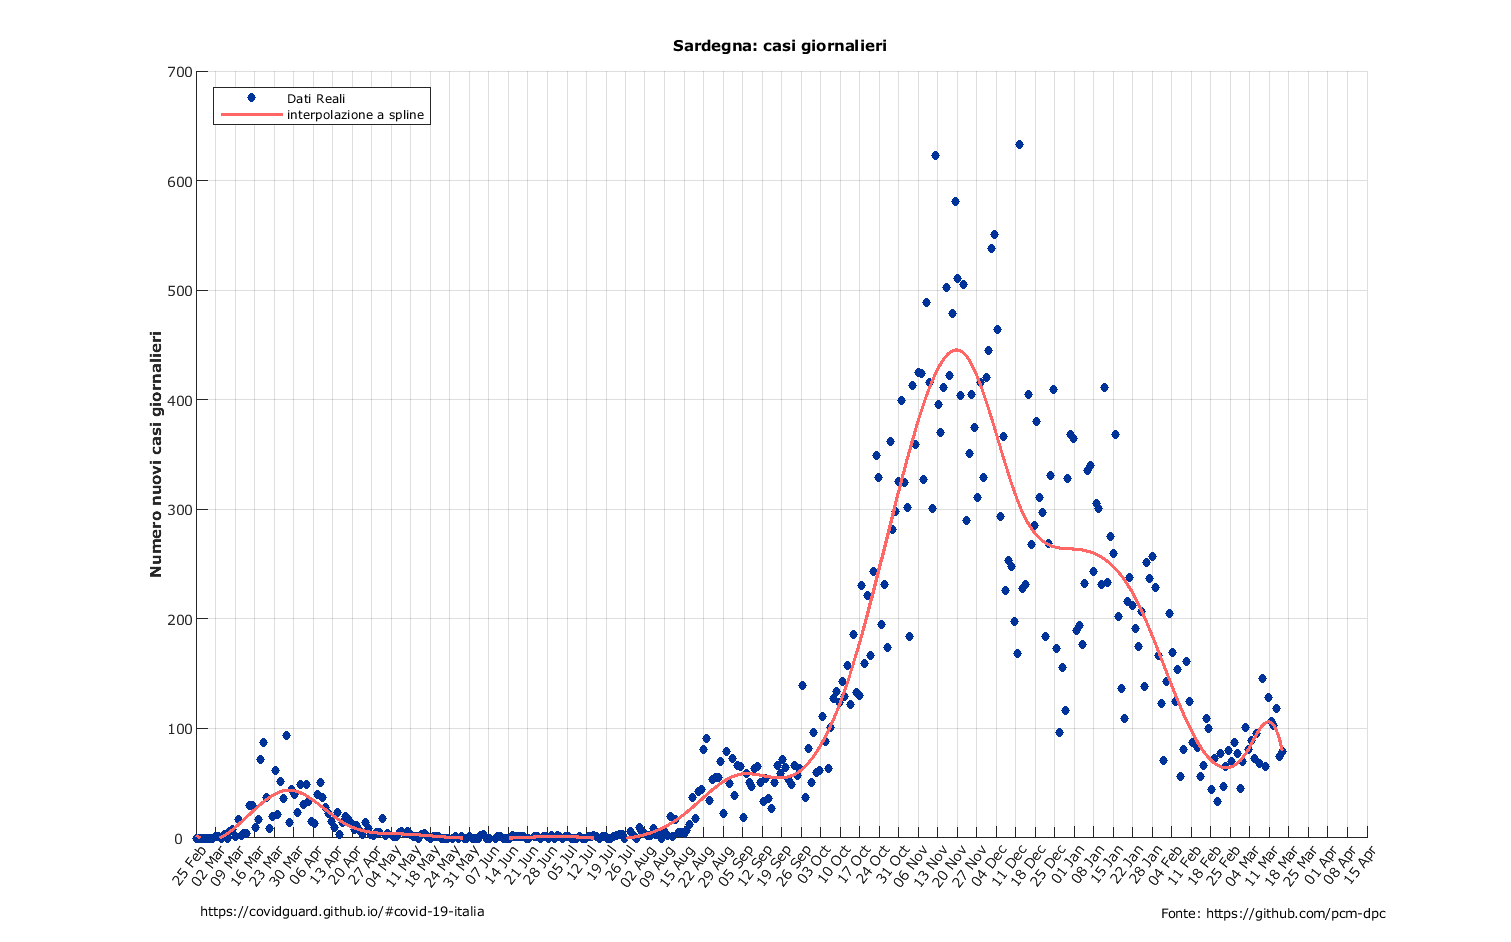 Sardegna: casi giornalieri
Dati Reali
interpolazione a spline
Numero nuovi casi giornalieri
700
600
500
400
300
200
100
0
25 Feb
02 Mar
09 Mar
16 Mar
23 Mar
30 Mar
06 Apr
13 Apr
20 Apr
27 Apr
04 May
11 May
18 May
24 May
31 May
07 Jun
14 Jun
21 Jun
28 Jun
05 Jul
12 Jul
19 Jul
26 Jul
02 Aug
09 Aug
15 Aug
22 Aug
29 Aug
05 Sep
12 Sep
19 Sep
26 Sep
03 Oct
10 Oct
17 Oct
24 Oct
31 Oct
06 Nov
13 Nov
20 Nov
27 Nov
04 Dec
11 Dec
18 Dec
25 Dec
01 Jan
08 Jan
15 Jan
22 Jan
28 Jan
04 Feb
11 Feb
18 Feb
25 Feb
04 Mar
11 Mar
18 Mar
25 Mar
01 Apr
08 Apr
15 Apr
https://covidguard.github.io/#covid-19-italia
Fonte: https://github.com/pcm-dpc